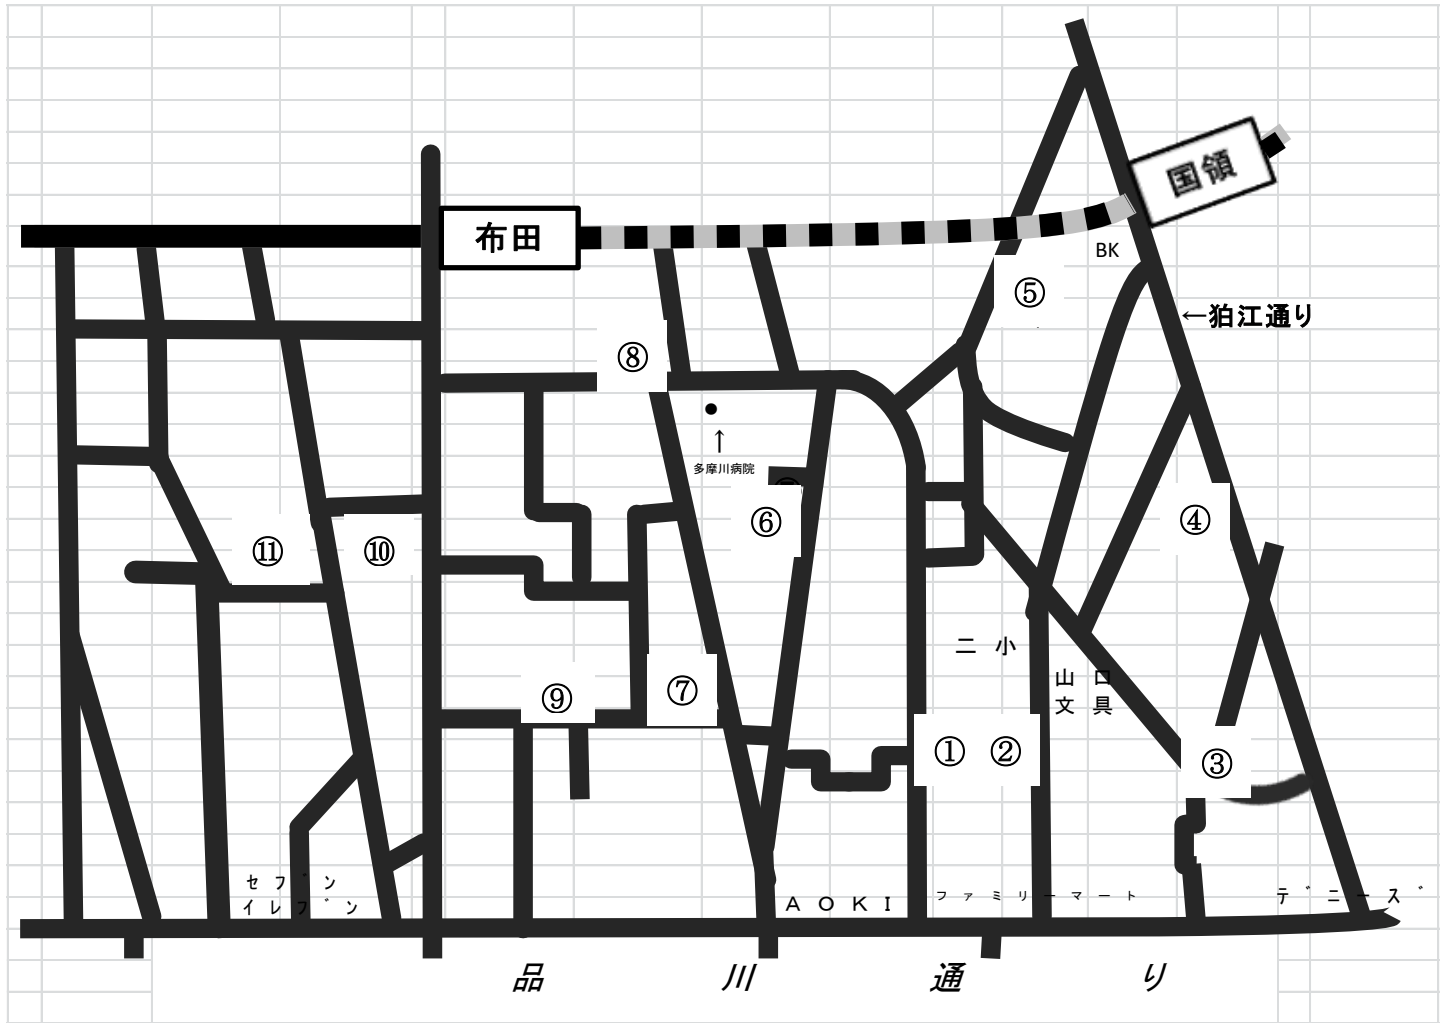 国領
布田
BK
⑤
←狛江通り
⑧
●
↑
多摩川病院
⑥
④
⑪
⑩
二小
山口
文具
⑦
⑨
①
②
③
セブン
イレブン
AOKI
ファミリーマート
デニーズ
品川通り